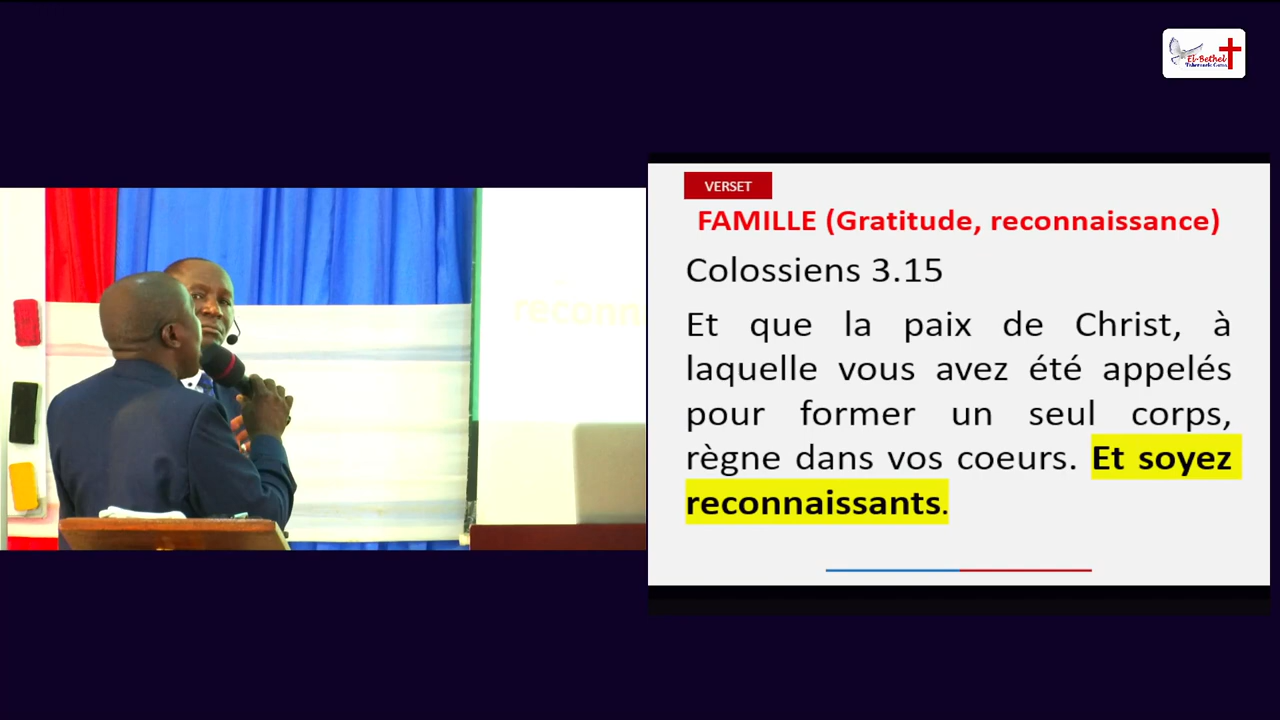 El-Bethel
VERSET
FAMILLE (Gratitude, reconnaissance)
Colossiens 3.15
Et que la paix de Christ, à
laquelle vous avez été appelés
pour former un seul corps,
règne dans vos coeurs. Et soyez
reconnaissants.
reconn